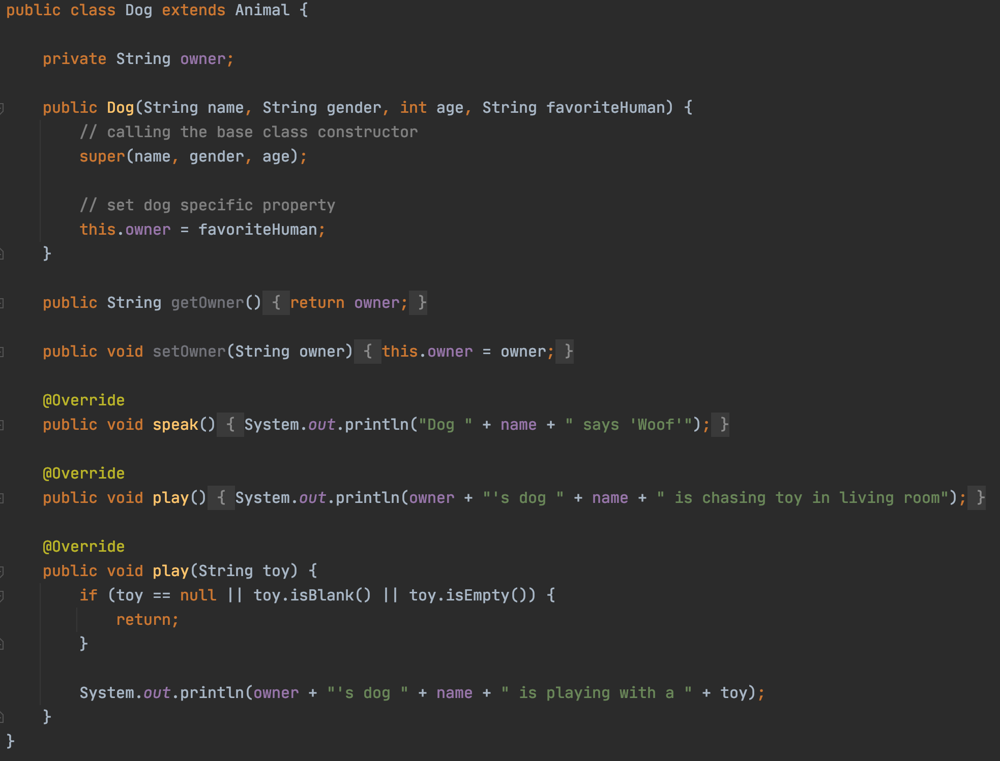 public class Dog extends Animal {
private String owner;
public Dog(String name, String gender, int age, String favoriteHuman) {
// calling the base class constructor
super(name, gender, age);
// set dog specific property
this.owner = favoriteHuman;
}
public String getOwner() { return owner; }
public void setOwner(String owner) { this.owner = owner; }
@Override
public void speak() { System.out.println("Dog " + name + " says 'Woof'"); }
@Override
public void play() { System.out.println(owner + "'s dog " + name + " is chasing toy in living room"); }
@Override
public void play(String toy) {
if (toy == null || toy.isBlank() || toy.isEmpty()) {
return;
}
System.out.println(owner + "'s dog " + name + " is playing with a " + toy);
}
}